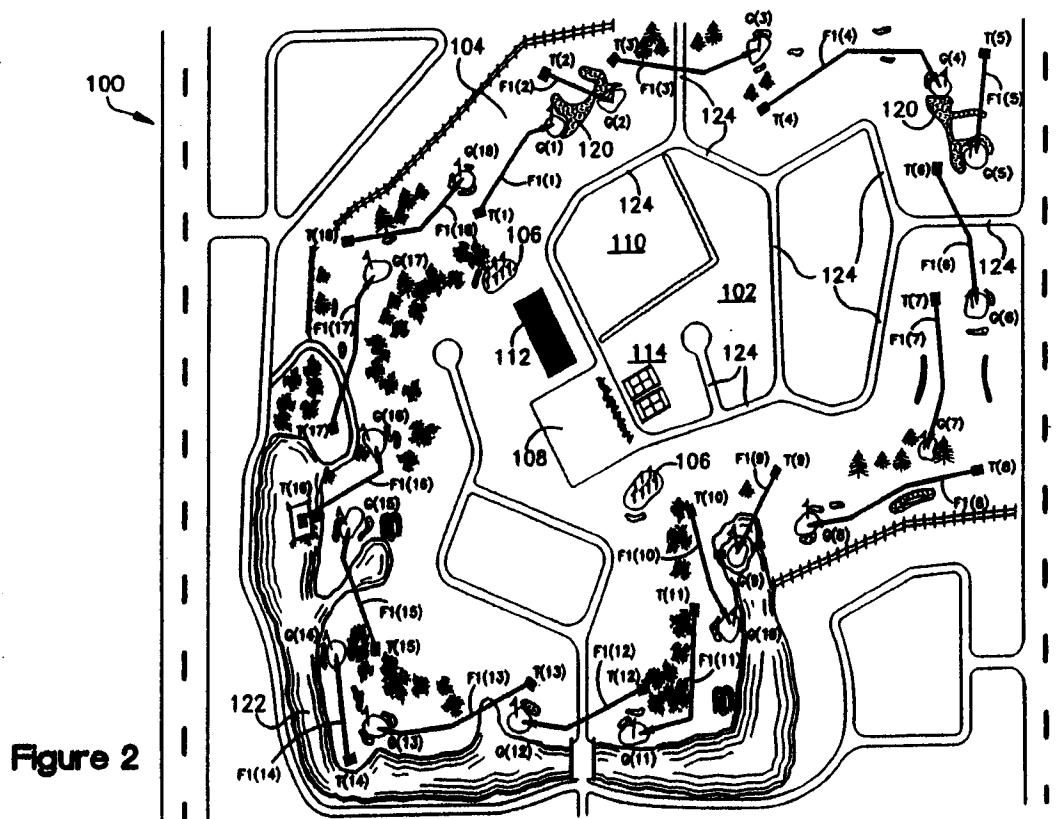 G(3)
F1(4)
T(5)
104
T(2)
T(3)
100
F1(2)
F1(3)
G(4)
F1(5)
T(4)
120
G(2)
G(1)
120
124
124
G(18)
T(6)
G(5)
F1(1)
124
T(1)
T(18)
F1(18)
106
110
G(17)
124
F1(6)
124
T(7)
102
F1(17)
G(6)
F1(7)
112
114
124
T(17)
G(16)
G(7)
108
106
F1(9)
T(9)
T(8)
T(16)
F1(16)
T(10)
G(15)
G(8)
F1(8)
F1(10)
G(9)
T(11)
F1(15)
G(14)
G(10)
T(15)
F1(12)
F1(11)
F1(13)
T(13)
T(12)
122
G(13)
G(12)
G(11)
Figure 2
F1(14)
T(14)